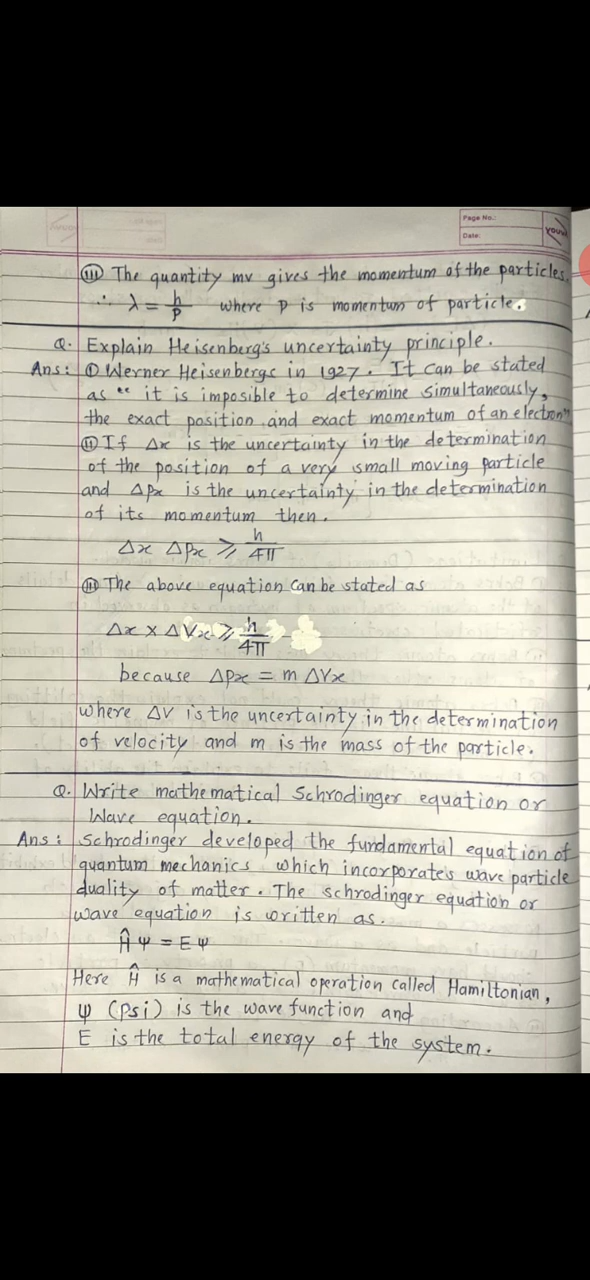 Page No.:
Date:
YOUVA
(iii) The quantity mv gives the momentum of the particles.
∴ λ = h/p where p is momentum of particle.
Q. Explain Heisenberg's uncertainty principle.
Ans: (i) Werner Heisenbergs in 1927. It can be stated
as "it is imposible to determine simultaneously,
the exact position and exact momentum of an electron"
(ii) If Δx is the uncertainty in the determination
of the position of a very small moving particle
and Δpx is the uncertainty in the determination
of its momentum then.
Δx Δpx ⩾ h/4π
(iii) The above equation can be stated as
Δx × ΔVx ⩾ h/4π
because Δpx = m ΔVx
where ΔV is the uncertainty in the determination
of velocity and m is the mass of the particle.
Q. Write mathematical Schrodinger equation or
Wave equation.
Ans: Schrodinger developed the fundamental equation of
quantum mechanics which incorporates wave particle
duality of matter. The schrodinger equation or
wave equation is written as.
Ĥ Ψ = E Ψ
Here Ĥ is a mathematical operation called Hamiltonian,
Ψ (Psi) is the wave function and
E is the total energy of the system.